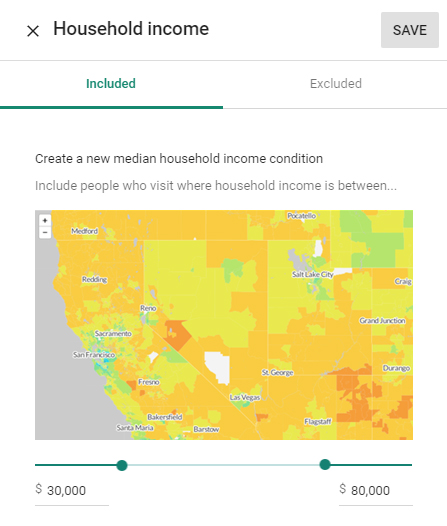 × Household income SAVE
Included Excluded
Create a new median household income condition
Include people who visit where household income is between...
+
−
Pocatello
Medford
Salt Lake City
Redding
Craig
Reno
Grand Junction
Sacramento
San Francisco
St. George
Durango
Fresno
Las Vegas
Bakersfield
Flagstaff
Santa Maria
Barstow
$ 30,000 $ 80,000